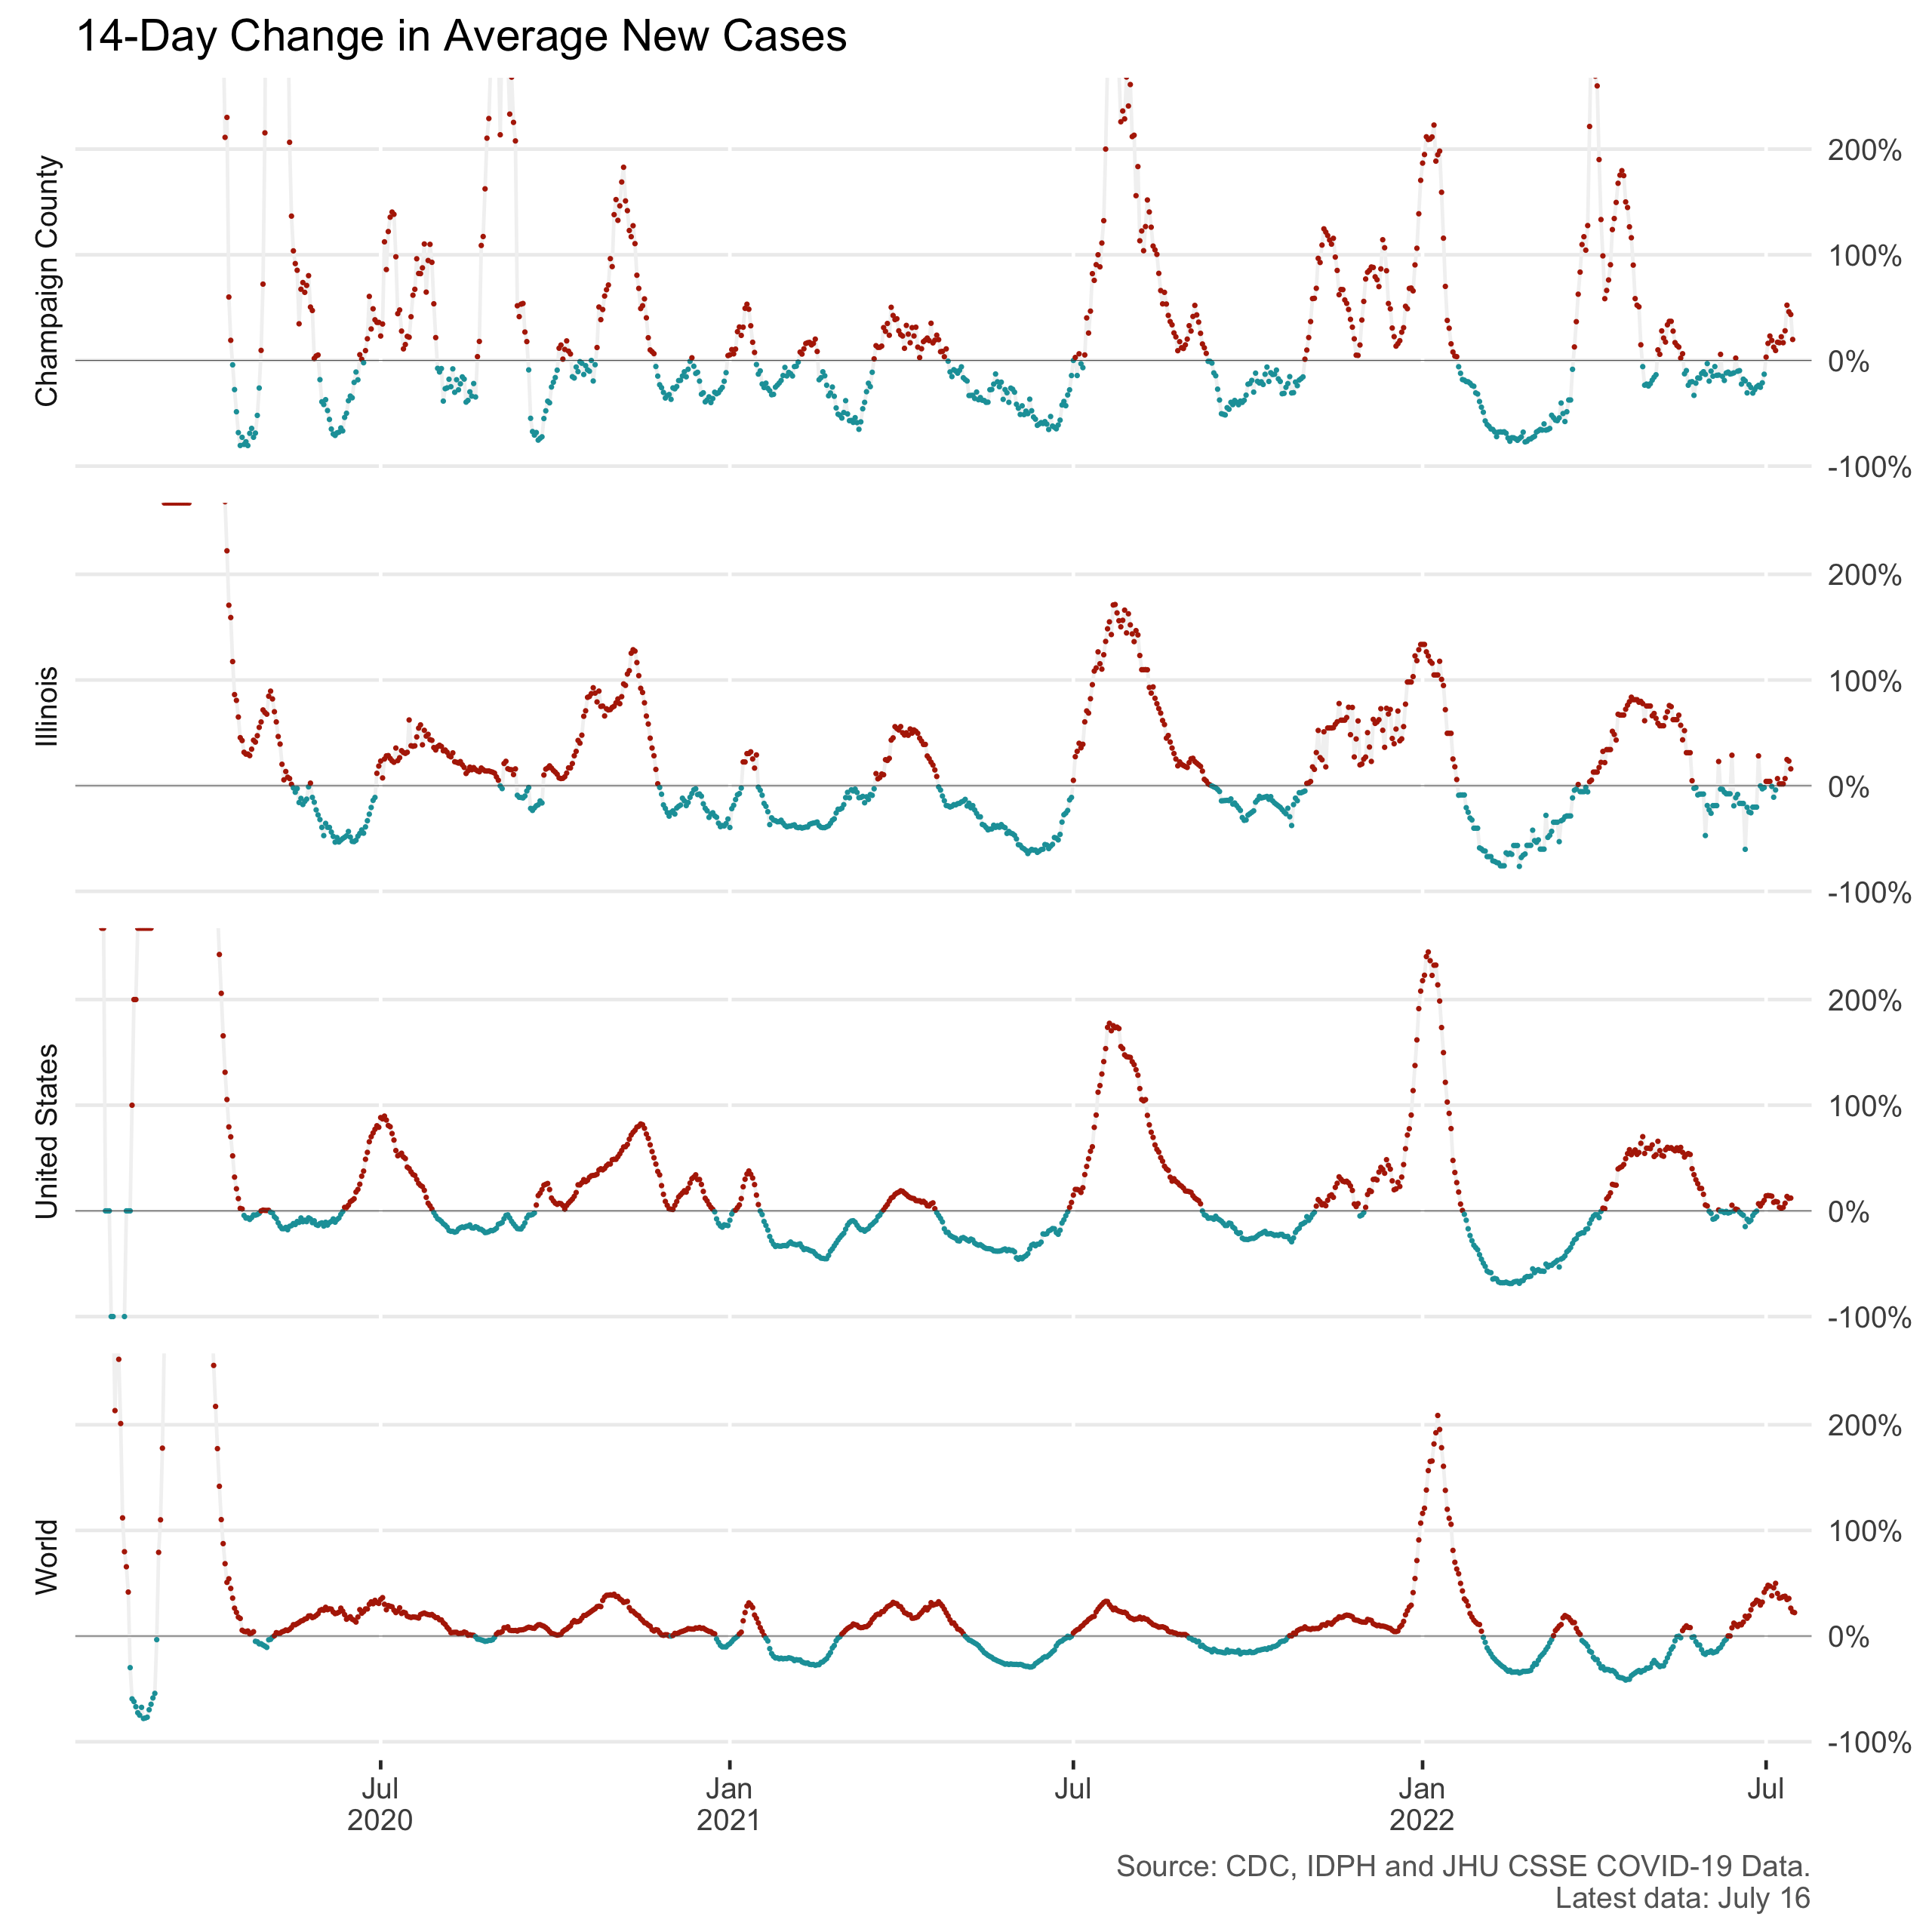 14-Day Change in Average New Cases
Champaign County
200%
100%
0%
-100%
Illinois
200%
100%
0%
-100%
United States
200%
100%
0%
-100%
World
200%
100%
0%
-100%
Jul Jan Jul Jan Jul
2020 2021 2022
Source: CDC, IDPH and JHU CSSE COVID-19 Data.
Latest data: July 16